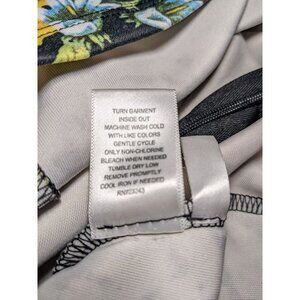 TURN GARMENT
INSIDE OUT
MACHINE WASH COLD
WITH LIKE COLORS
GENTLE CYCLE
ONLY NON-CHLORINE
BLEACH WHEN NEEDED
TUMBLE DRY LOW
REMOVE PROMPTLY
COOL IRON IF NEEDED